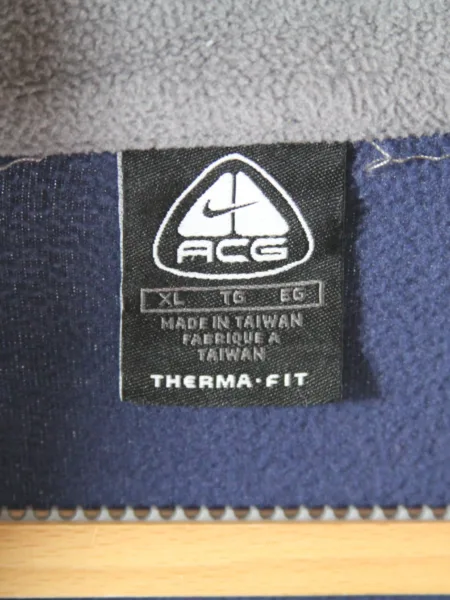 ACG
XL TG EG
MADE IN TAIWAN
FABRIQUE A
TAIWAN
THERMA·FIT